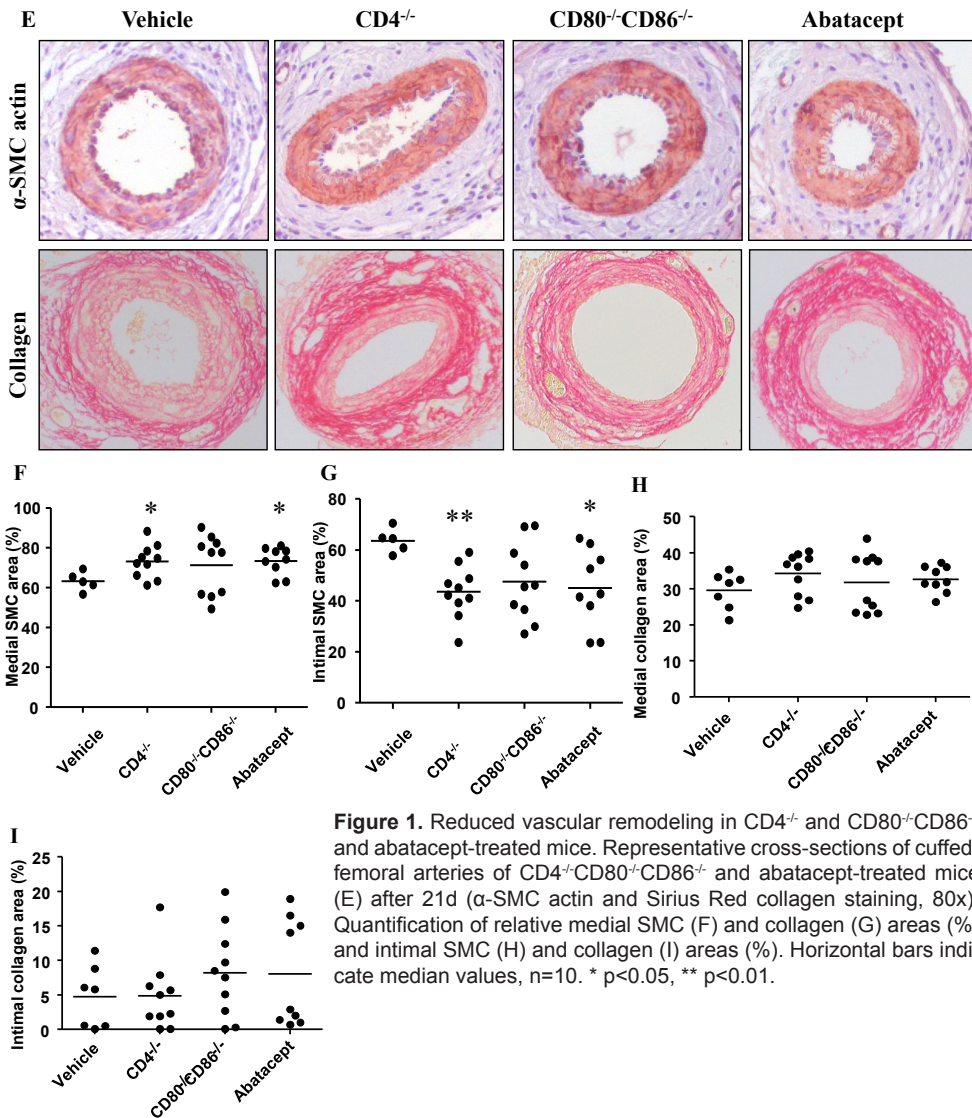 E Vehicle CD4-/- CD80-/-CD86-/- Abatacept
α-SMC actin
Collagen
F
Medial SMC area (%)
100
80
60
40
20
0
* *
Vehicle CD4-/- CD80-/-CD86-/- Abatacept
G
Intimal SMC area (%)
80
60
40
20
0
** *
Vehicle CD4-/- CD80-/-CD86-/- Abatacept
H
Medial collagen area (%)
50
40
30
20
10
0
Vehicle CD4-/- CD80-/CD86-/- Abatacept
I
Intimal collagen area (%)
25
20
15
10
5
0
Vehicle CD4-/- CD80-/CD86-/- Abatacept
Figure 1. Reduced vascular remodeling in CD4-/- and CD80-/-CD86-
and abatacept-treated mice. Representative cross-sections of cuffed
femoral arteries of CD4-/-CD80-/-CD86-/- and abatacept-treated mice
(E) after 21d (α-SMC actin and Sirius Red collagen staining, 80x)
Quantification of relative medial SMC (F) and collagen (G) areas (%
and intimal SMC (H) and collagen (I) areas (%). Horizontal bars indi
cate median values, n=10. * p<0.05, ** p<0.01.